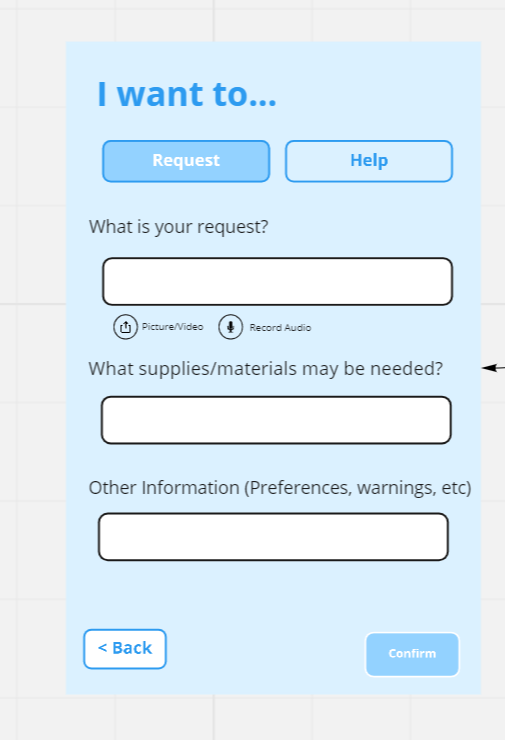 I want to...
Request Help
What is your request?
Picture/Video Record Audio
What supplies/materials may be needed?
Other Information (Preferences, warnings, etc)
< Back Confirm